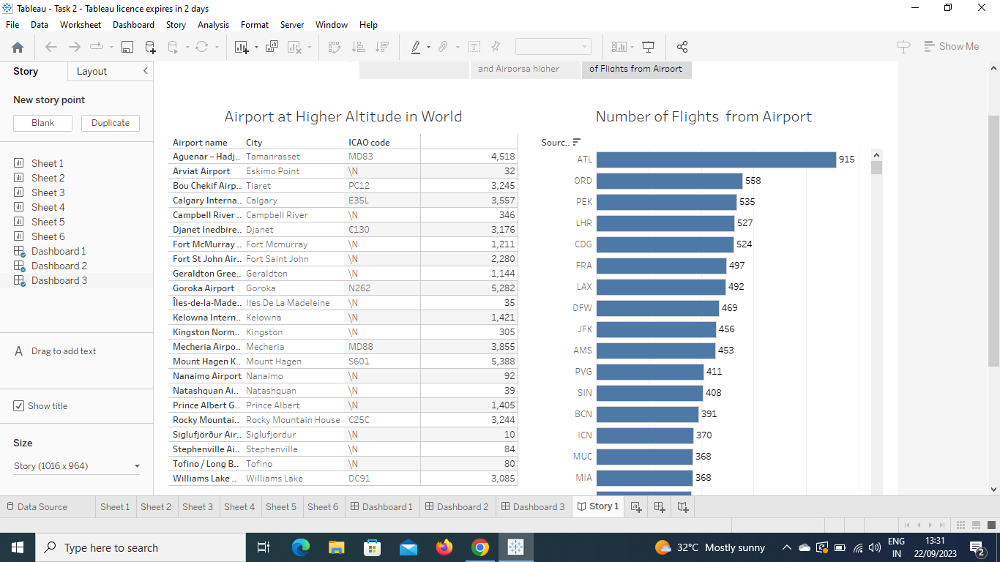 Tableau - Task 2 - Tableau licence expires in 2 days
File Data Worksheet Dashboard Story Analysis Format Server Window Help
Show Me
Story Layout
New story point
Blank Duplicate
Sheet 1
Sheet 2
Sheet 3
Sheet 4
Sheet 5
Sheet 6
Dashboard 1
Dashboard 2
Dashboard 3
A Drag to add text
Show title
Size
Story (1016 x 964)
and Airporsa higher
of Flights from Airport
Airport at Higher Altitude in World
Airport name City ICAO code
Aguenar – Hadj.. Tamanrasset MD83 4,518
Arviat Airport Eskimo Point \N 32
Bou Chekif Airp.. Tiaret PC12 3,245
Calgary Interna.. Calgary E35L 3,557
Campbell River .. Campbell River \N 346
Djanet Inedbire.. Djanet C130 3,176
Fort McMurray .. Fort Mcmurray \N 1,211
Fort St John Air.. Fort Saint John \N 2,280
Geraldton Gree.. Geraldton \N 1,144
Goroka Airport Goroka N262 5,282
Îles-de-la-Made.. Iles De La Madeleine \N 35
Kelowna Intern.. Kelowna \N 1,421
Kingston Norm.. Kingston \N 305
Mecheria Airpo.. Mecheria MD88 3,855
Mount Hagen K.. Mount Hagen S601 5,388
Nanaimo Airport Nanaimo \N 92
Natashquan Ai.. Natashquan \N 39
Prince Albert G.. Prince Albert \N 1,405
Rocky Mountai.. Rocky Mountain House C25C 3,244
Siglufjörður Air.. Siglufjordur \N 10
Stephenville Ai.. Stephenville \N 84
Tofino / Long B.. Tofino \N 80
Williams Lake .. Williams Lake DC91 3,085
Number of Flights from Airport
Sourc..
ATL 915
ORD 558
PEK 535
LHR 527
CDG 524
FRA 497
LAX 492
DFW 469
JFK 456
AMS 453
PVG 411
SIN 408
BCN 391
ICN 370
MUC 368
MIA 368
Data Source Sheet 1 Sheet 2 Sheet 3 Sheet 4 Sheet 5 Sheet 6 Dashboard 1 Dashboard 2 Dashboard 3 Story 1
Type here to search
32°C Mostly sunny
ENG
IN
13:31
22/09/2023
2